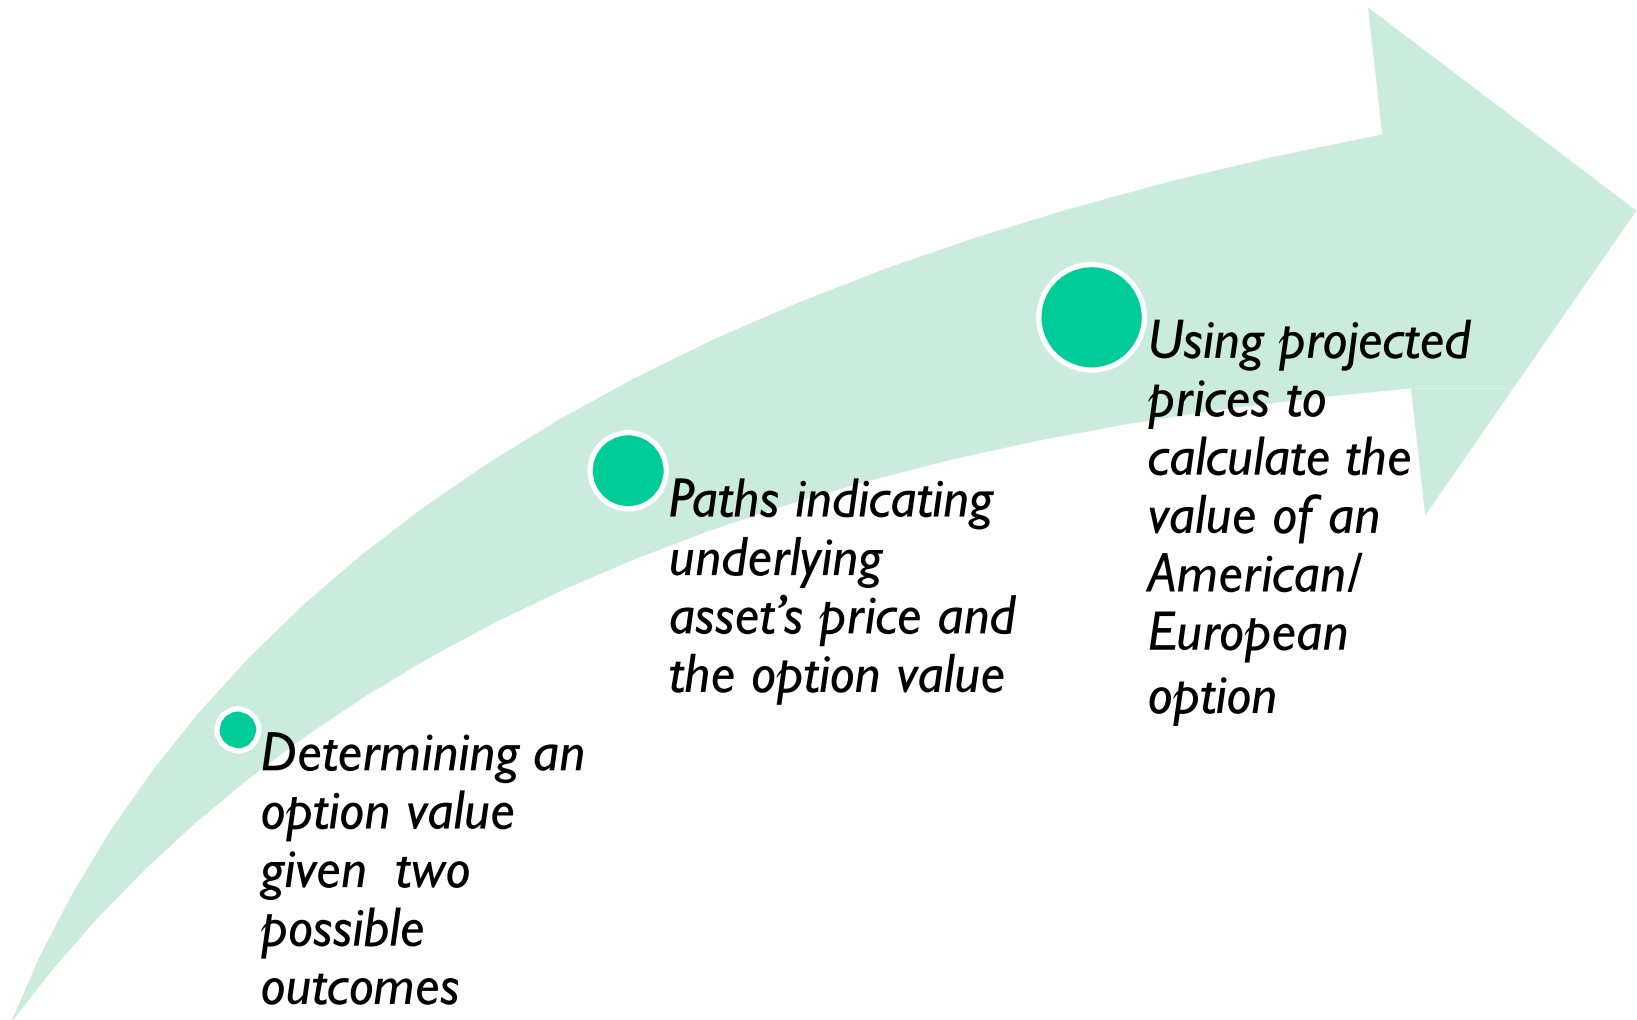 Determining an
option value
given  two
possible
outcomes
Paths indicating
underlying
asset’s price and
the option value
Using projected
prices to
calculate the
value of an
American/
European
option